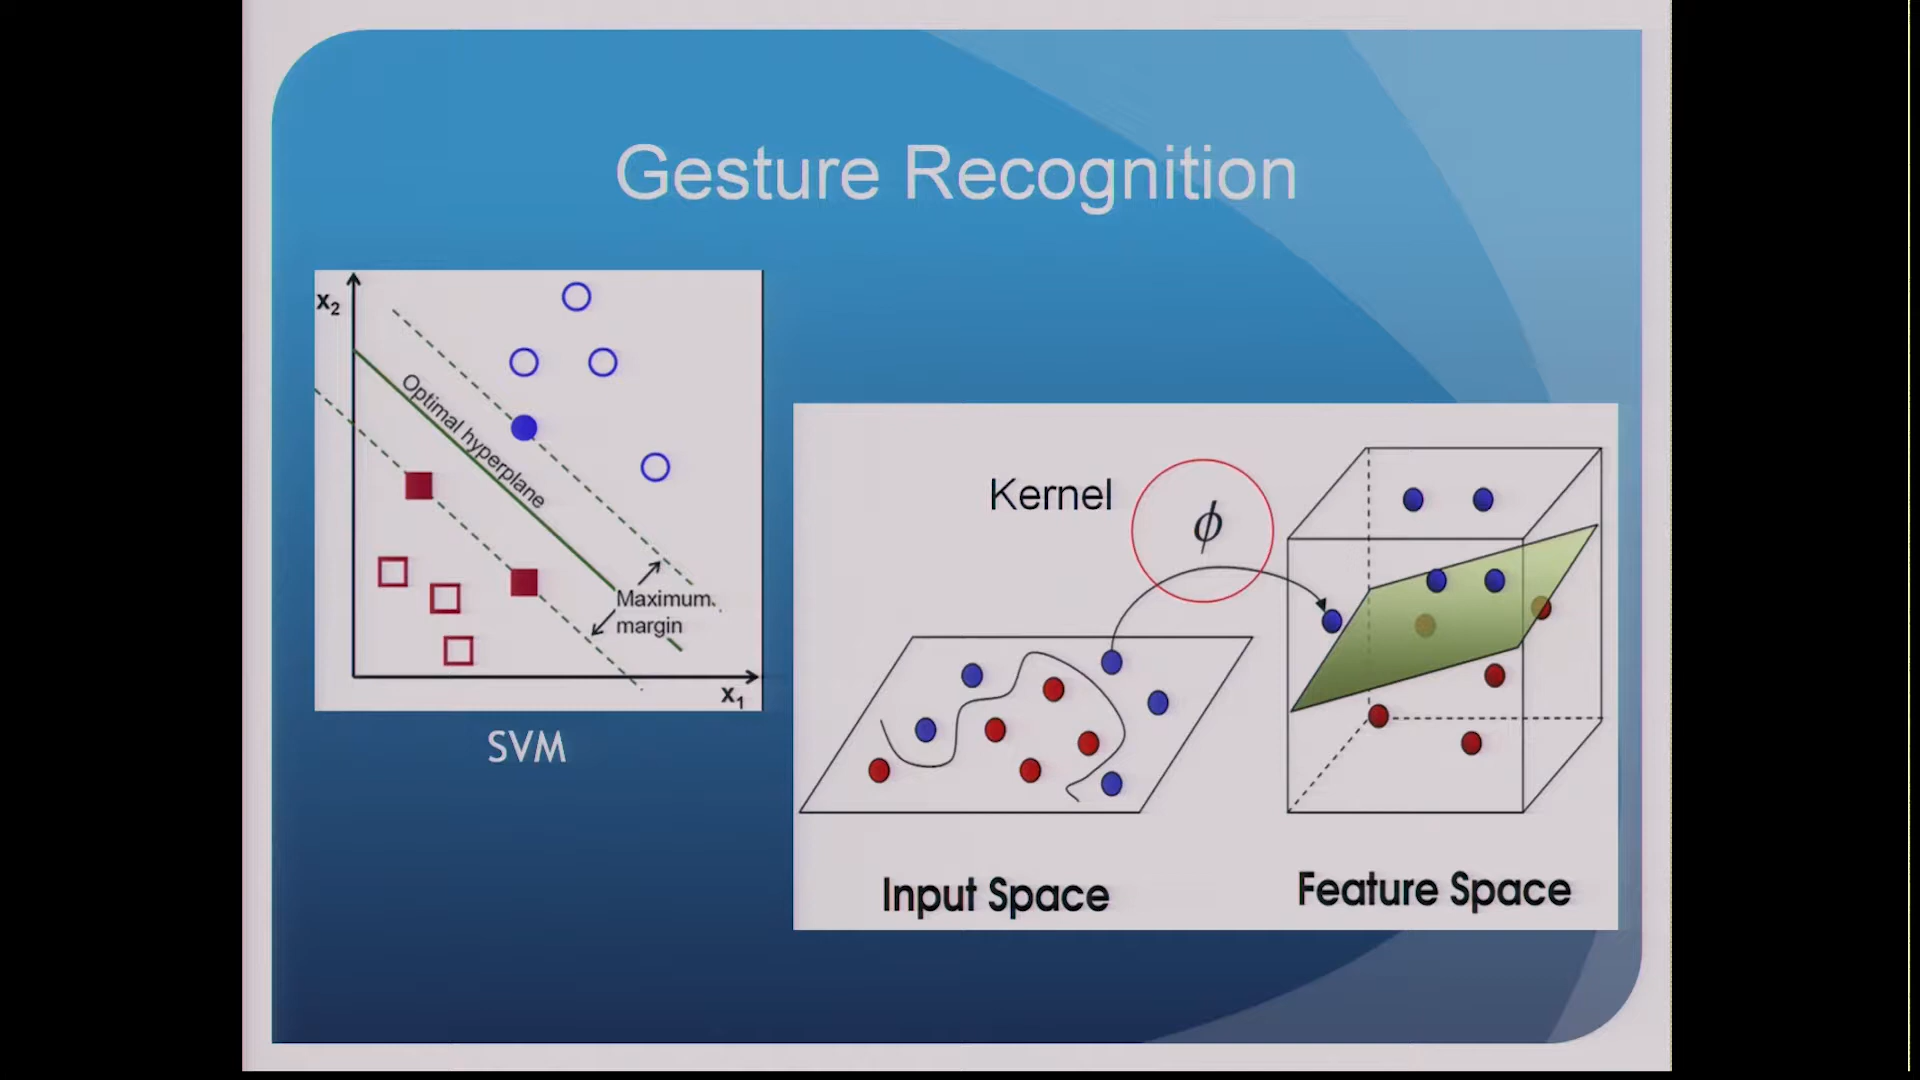 Gesture Recognition
x2
Optimal hyperplane
Maximum
margin
x1
SVM
Kernel
ϕ
Input Space
Feature Space